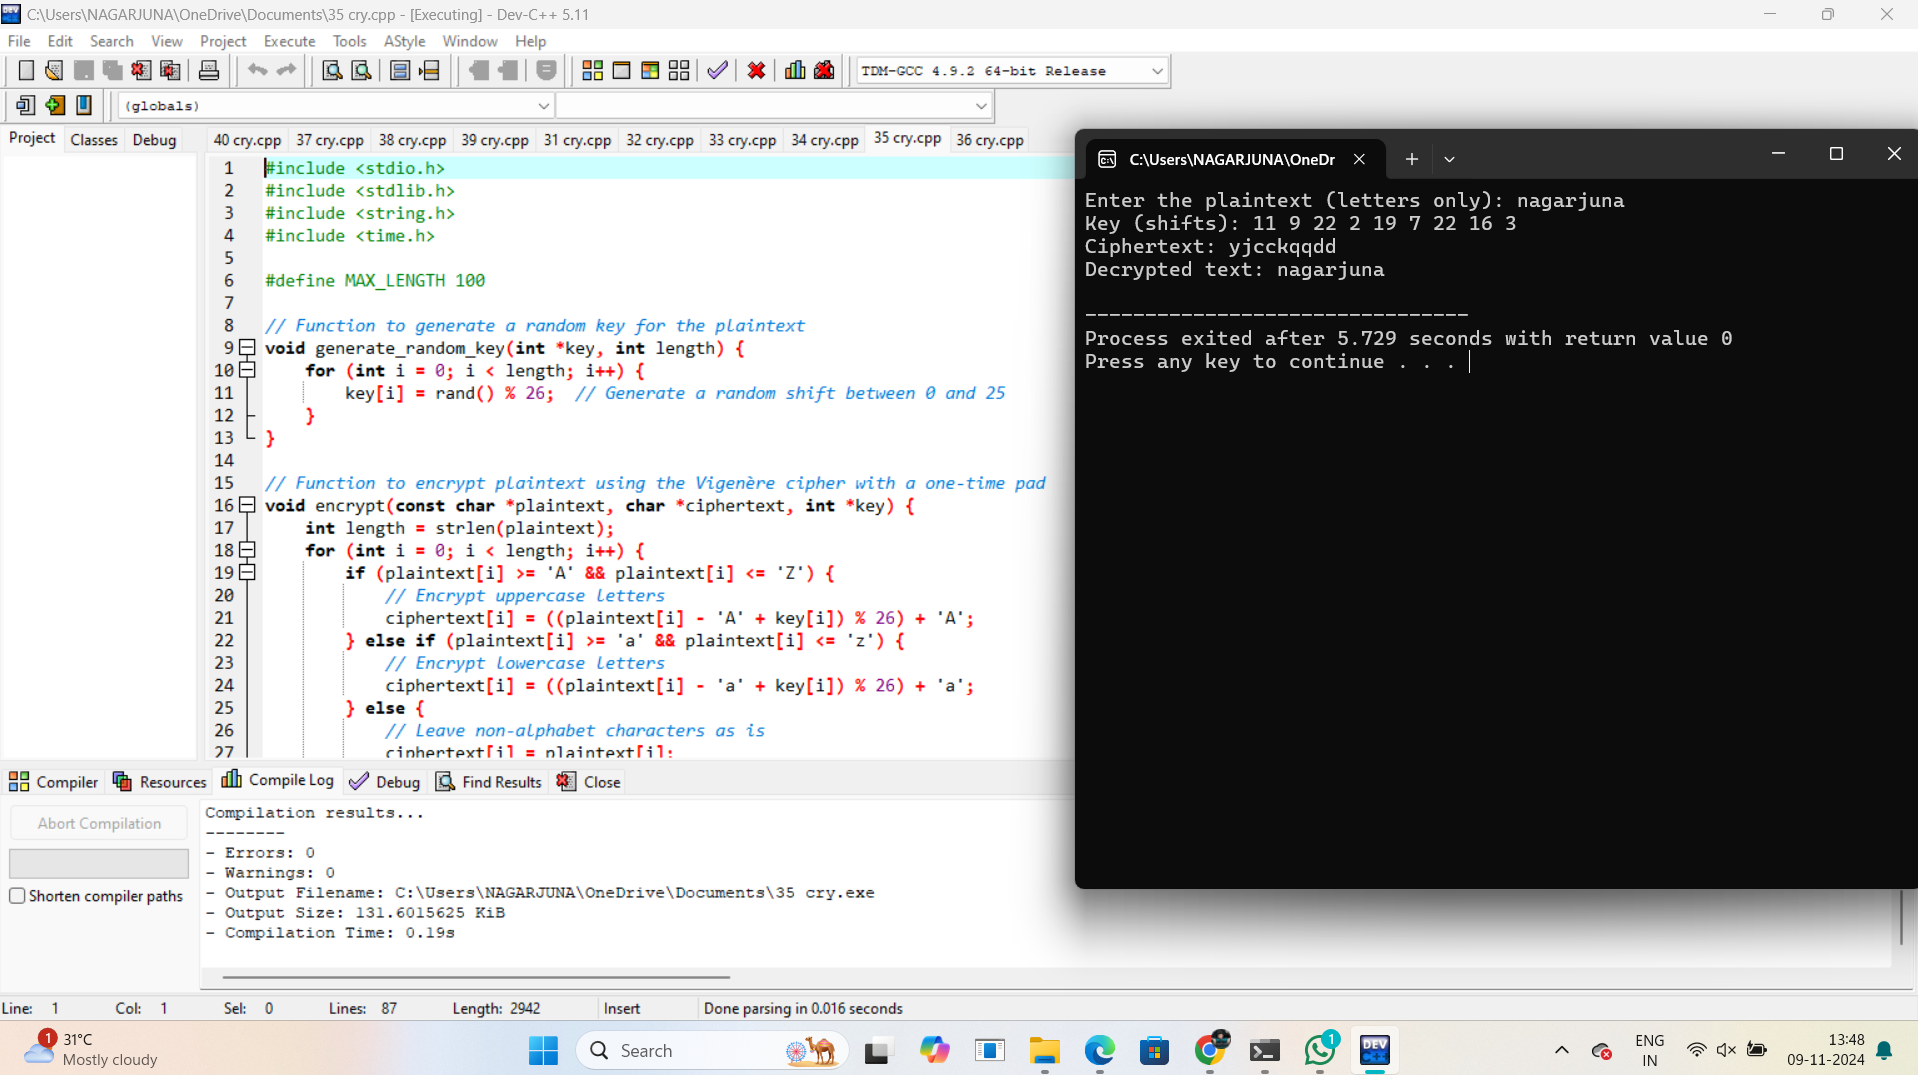 C:\Users\NAGARJUNA\OneDrive\Documents\35 cry.cpp - [Executing] - Dev-C++ 5.11
File Edit Search View Project Execute Tools AStyle Window Help
TDM-GCC 4.9.2 64-bit Release
(globals)
Project Classes Debug
40 cry.cpp 37 cry.cpp 38 cry.cpp 39 cry.cpp 31 cry.cpp 32 cry.cpp 33 cry.cpp 34 cry.cpp 35 cry.cpp 36 cry.cpp
1 #include <stdio.h>
2 #include <stdlib.h>
3 #include <string.h>
4 #include <time.h>
5
6 #define MAX_LENGTH 100
7
8 // Function to generate a random key for the plaintext
9 void generate_random_key(int *key, int length) {
10 for (int i = 0; i < length; i++) {
11 key[i] = rand() % 26; // Generate a random shift between 0 and 25
12 }
13 }
14
15 // Function to encrypt plaintext using the Vigenère cipher with a one-time pad
16 void encrypt(const char *plaintext, char *ciphertext, int *key) {
17 int length = strlen(plaintext);
18 for (int i = 0; i < length; i++) {
19 if (plaintext[i] >= 'A' && plaintext[i] <= 'Z') {
20 // Encrypt uppercase letters
21 ciphertext[i] = ((plaintext[i] - 'A' + key[i]) % 26) + 'A';
22 } else if (plaintext[i] >= 'a' && plaintext[i] <= 'z') {
23 // Encrypt lowercase letters
24 ciphertext[i] = ((plaintext[i] - 'a' + key[i]) % 26) + 'a';
25 } else {
26 // Leave non-alphabet characters as is
27 ciphertext[i] = plaintext[i];
C:\Users\NAGARJUNA\OneDr
Enter the plaintext (letters only): nagarjuna
Key (shifts): 11 9 22 2 19 7 22 16 3
Ciphertext: yjcckqqdd
Decrypted text: nagarjuna
--------------------------------
Process exited after 5.729 seconds with return value 0
Press any key to continue . . .
Compiler Resources Compile Log Debug Find Results Close
Abort Compilation
Shorten compiler paths
Compilation results...
--------
- Errors: 0
- Warnings: 0
- Output Filename: C:\Users\NAGARJUNA\OneDrive\Documents\35 cry.exe
- Output Size: 131.6015625 KiB
- Compilation Time: 0.19s
Line: 1 Col: 1 Sel: 0 Lines: 87 Length: 2942 Insert Done parsing in 0.016 seconds
1
31°C
Mostly cloudy
Search
1
DEV C++
ENG
IN
13:48
09-11-2024